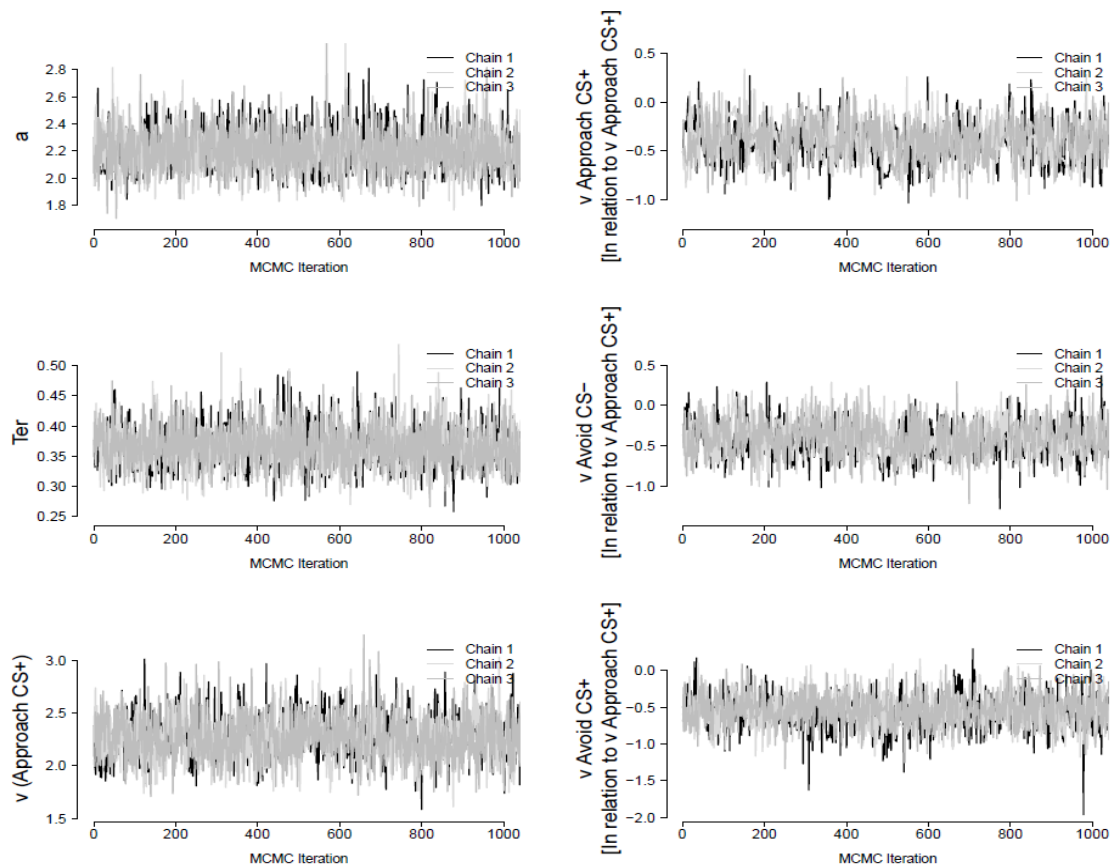 a
2.8
2.6
2.4
2.2
2.0
1.8
Chain 1
Chain 2
Chain 3
0 200 400 600 800 1000
MCMC Iteration
v Approach CS+
[In relation to v Approach CS+]
0.5
0.0
−0.5
−1.0
Chain 1
Chain 2
Chain 3
0 200 400 600 800 1000
MCMC Iteration
Ter
0.50
0.45
0.40
0.35
0.30
0.25
Chain 1
Chain 2
Chain 3
0 200 400 600 800 1000
MCMC Iteration
v Avoid CS−
[In relation to v Approach CS+]
0.5
0.0
−0.5
−1.0
Chain 1
Chain 2
Chain 3
0 200 400 600 800 1000
MCMC Iteration
v (Approach CS+)
3.0
2.5
2.0
1.5
Chain 1
Chain 2
Chain 3
0 200 400 600 800 1000
MCMC Iteration
v Avoid CS+
[In relation to v Approach CS+]
0.0
−0.5
−1.0
−1.5
−2.0
Chain 1
Chain 2
Chain 3
0 200 400 600 800 1000
MCMC Iteration